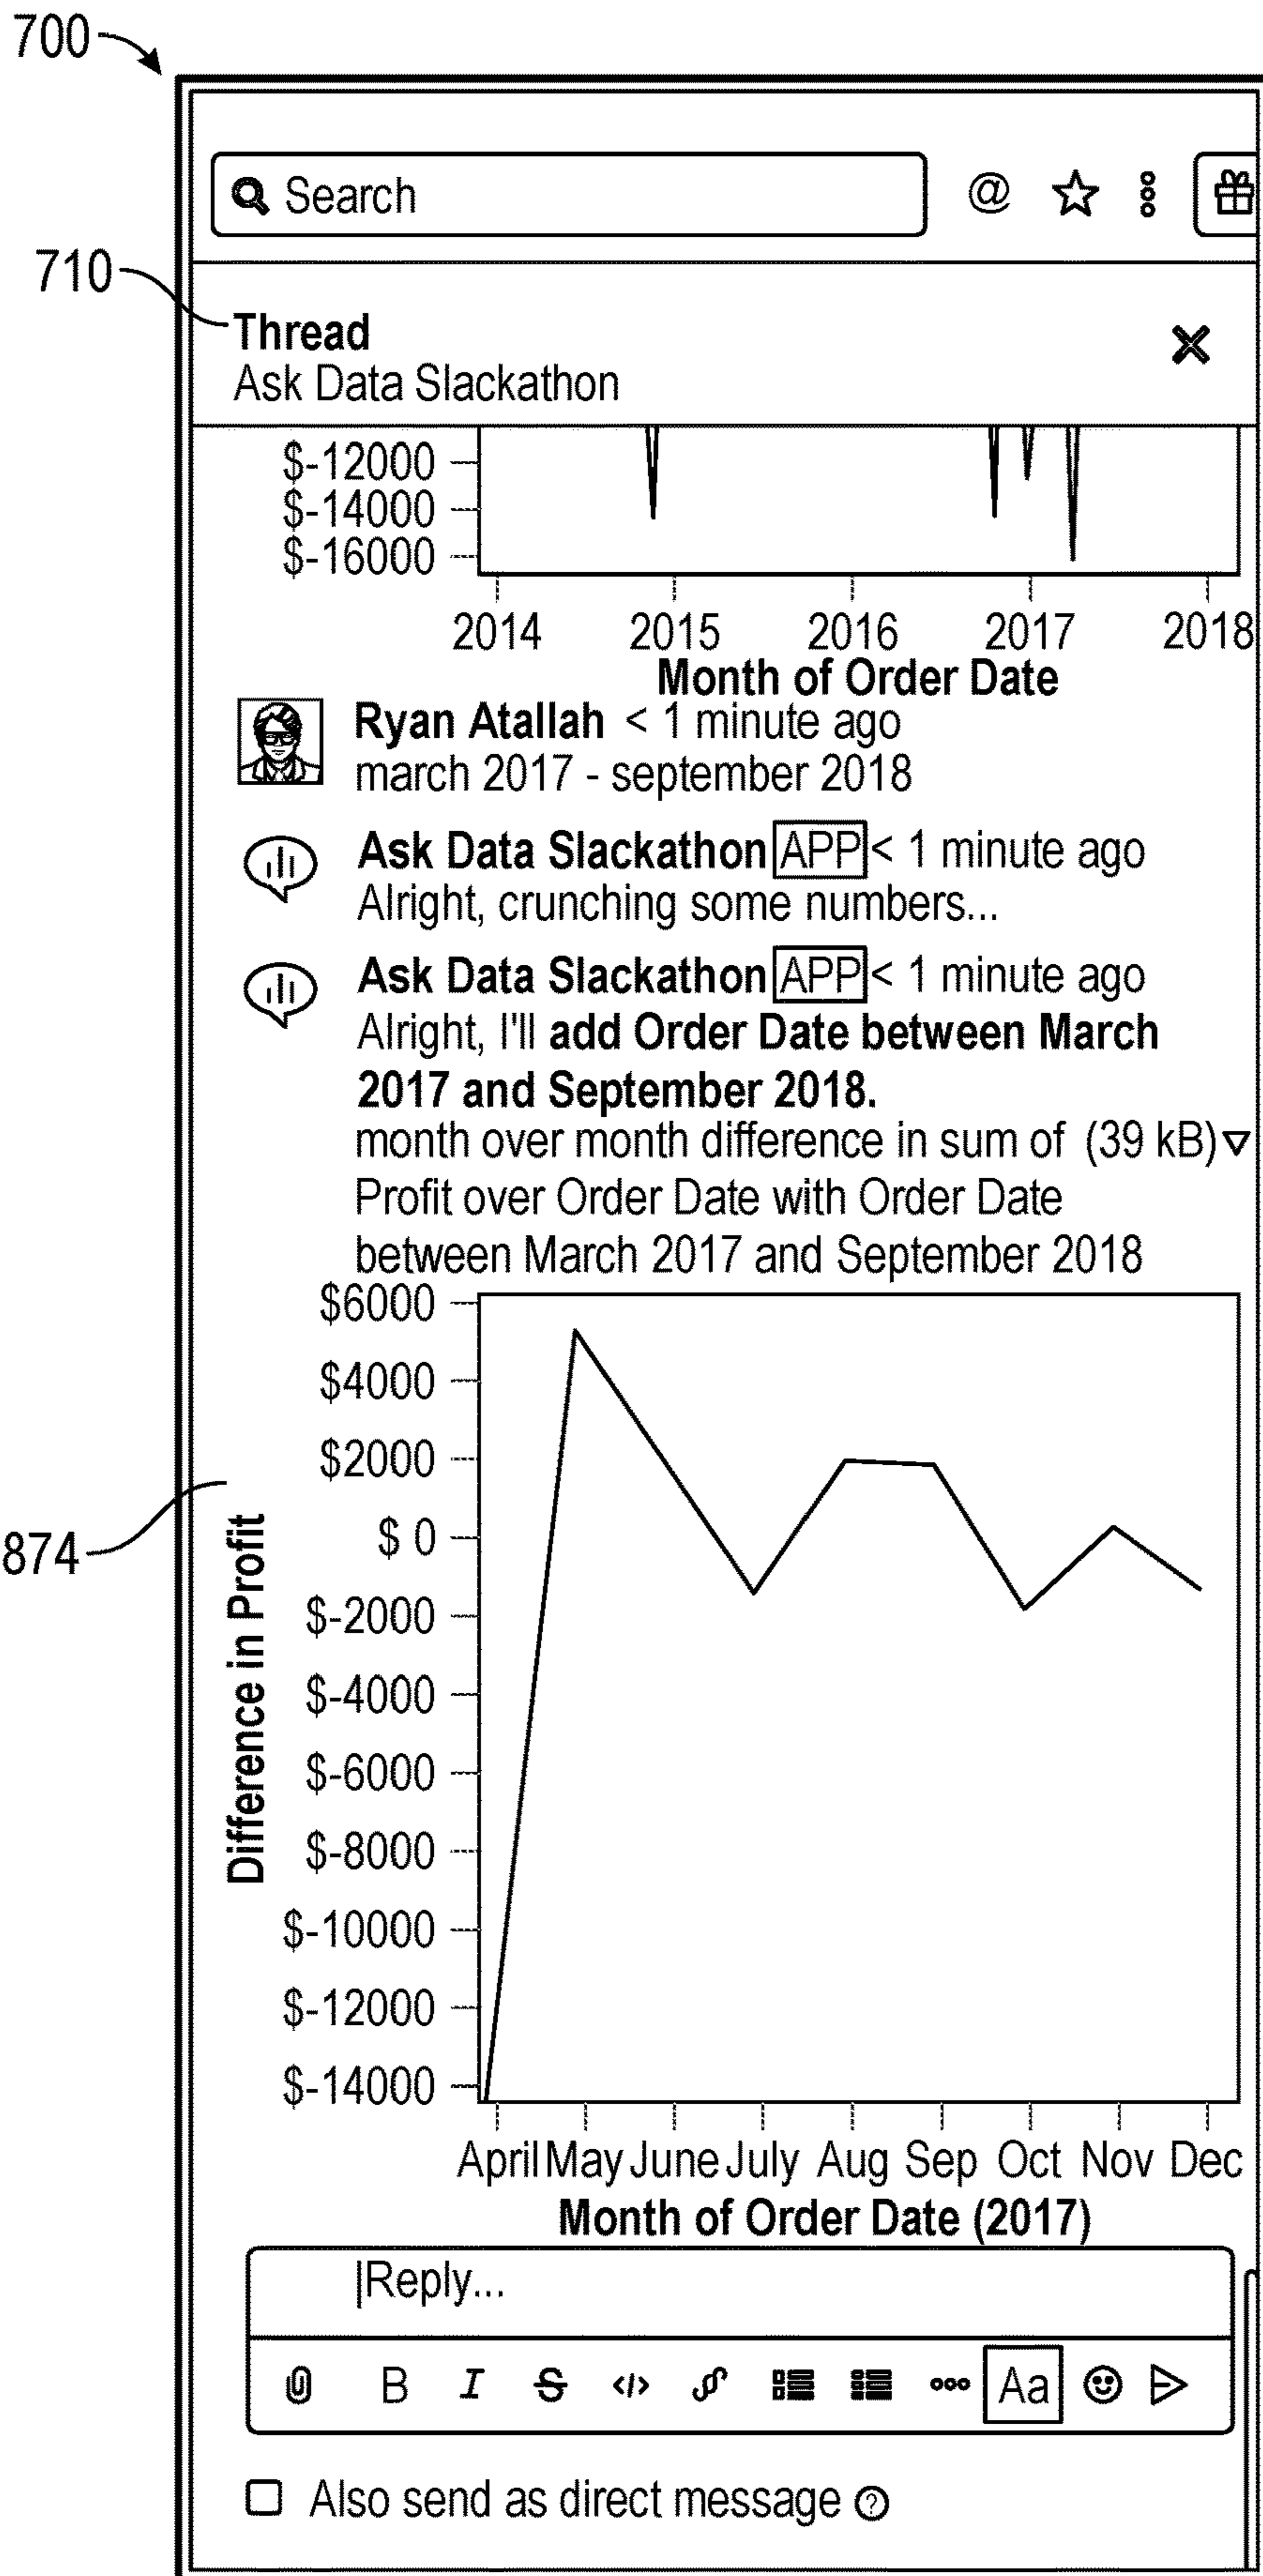 700
Search @
710
Thread
Ask Data Slackathon
$-12000
$-14000
$-16000
2014 2015 2016 2017 2018
Month of Order Date
Ryan Atallah < 1 minute ago
march 2017 - september 2018
Ask Data Slackathon APP < 1 minute ago
Alright, crunching some numbers...
Ask Data Slackathon APP < 1 minute ago
Alright, I'll add Order Date between March
2017 and September 2018.
month over month difference in sum of (39 kB)
Profit over Order Date with Order Date
between March 2017 and September 2018
874
Difference in Profit
$6000
$4000
$2000
$ 0
$-2000
$-4000
$-6000
$-8000
$-10000
$-12000
$-14000
April May June July Aug Sep Oct Nov Dec
Month of Order Date (2017)
Reply...
B I S </> Aa
Also send as direct message ?